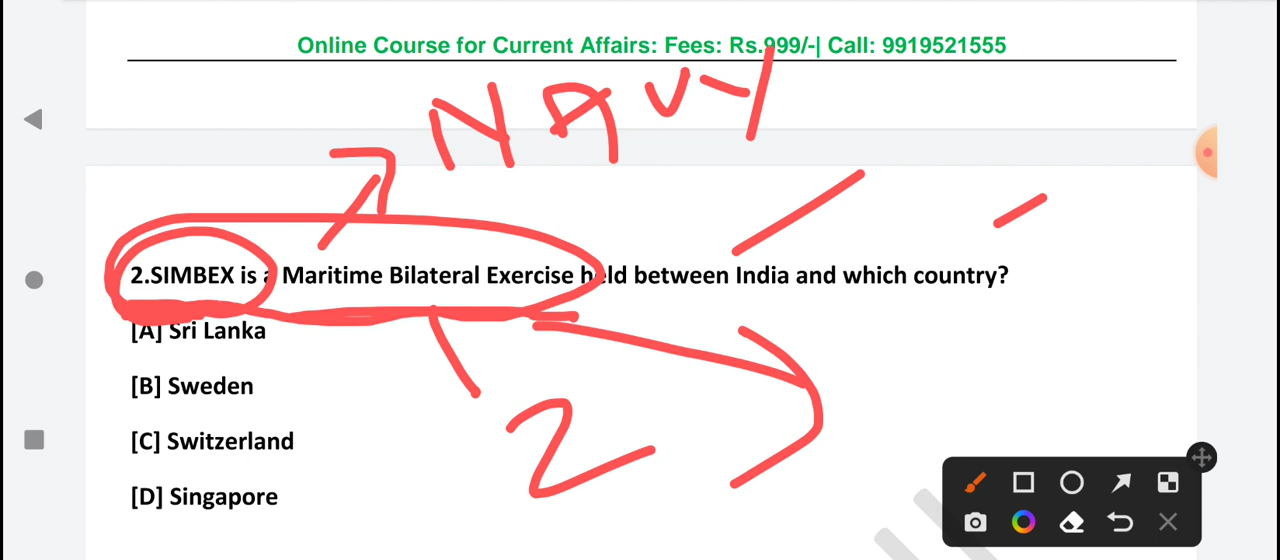 Online Course for Current Affairs: Fees: Rs.999/-| Call: 9919521555
NAVY
2.SIMBEX is a Maritime Bilateral Exercise held between India and which country?
[A] Sri Lanka
[B] Sweden
2
[C] Switzerland
[D] Singapore